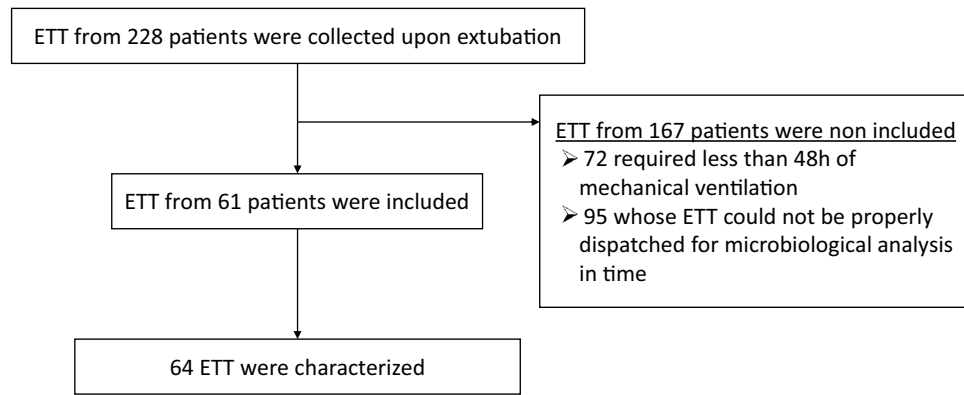 ETT from 228 patients were collected upon extubation
ETT from 167 patients were non included
➢ 72 required less than 48h of
mechanical ventilation
➢ 95 whose ETT could not be properly
dispatched for microbiological analysis
in time
ETT from 61 patients were included
64 ETT were characterized